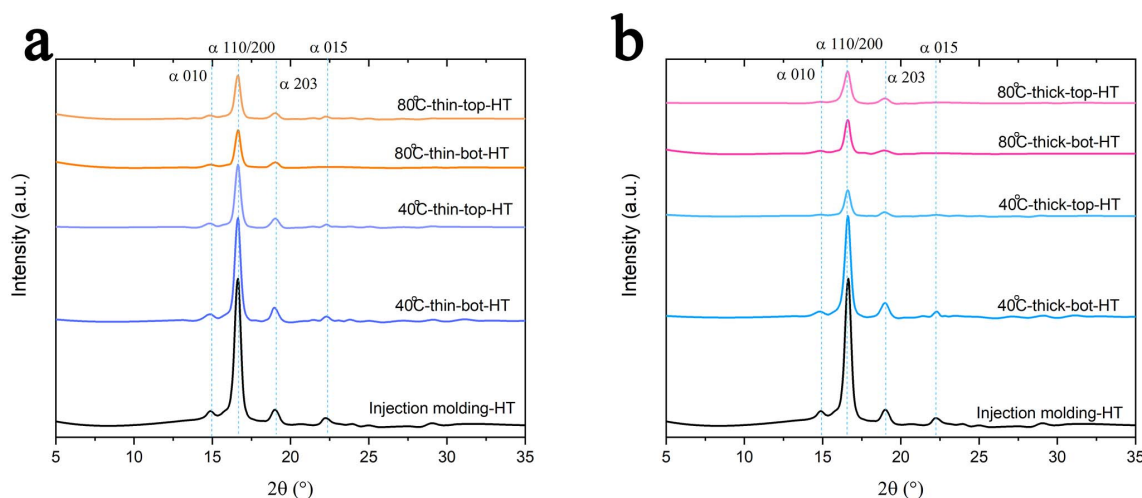 a
α 110/200
α 015
α 010
α 203
80°C-thin-top-HT
80°C-thin-bot-HT
40°C-thin-top-HT
40°C-thin-bot-HT
Injection molding-HT
Intensity (a.u.)
5 10 15 20 25 30 35
2θ (°)
b
α 110/200
α 015
α 010
α 203
80°C-thick-top-HT
80°C-thick-bot-HT
40°C-thick-top-HT
40°C-thick-bot-HT
Injection molding-HT
Intensity (a.u.)
5 10 15 20 25 30 35
2θ (°)